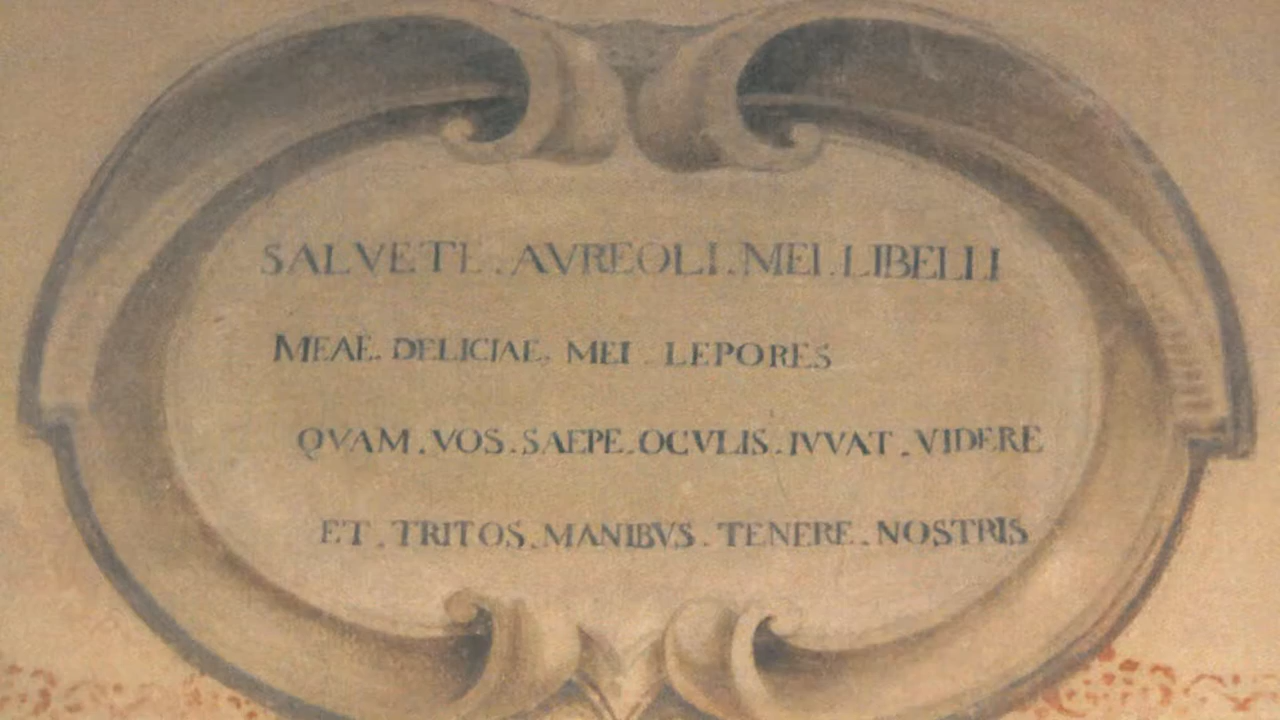 SALVETE.AVREOLI.MEI.LIBELLI
MEAE. DELICIAE, MEI . LEPORES
QVAM.VOS.SAEPE.OCVLIS.IVVAT.VIDERE
ET.TRITOS.MANIBVS.TENERE.NOSTRIS